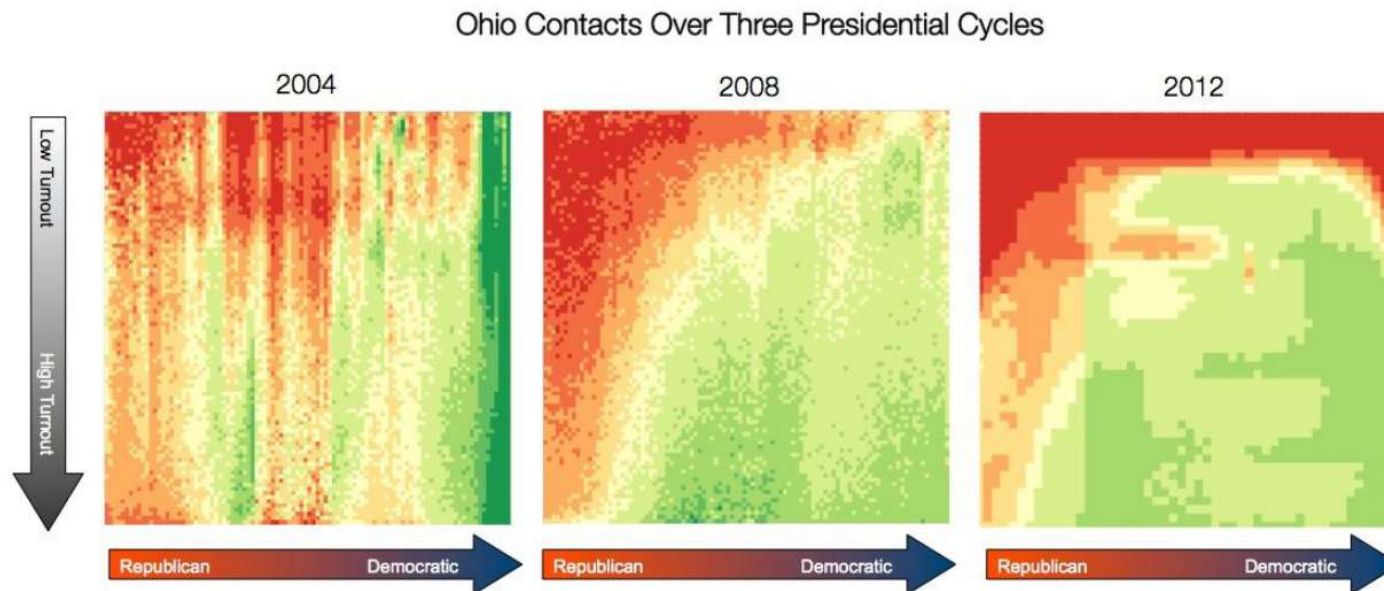 Ohio Contacts Over Three Presidential Cycles
2004
2008
2012
Low Turnout
High Turnout
Republican
Democratic
Republican
Democratic
Republican
Democratic